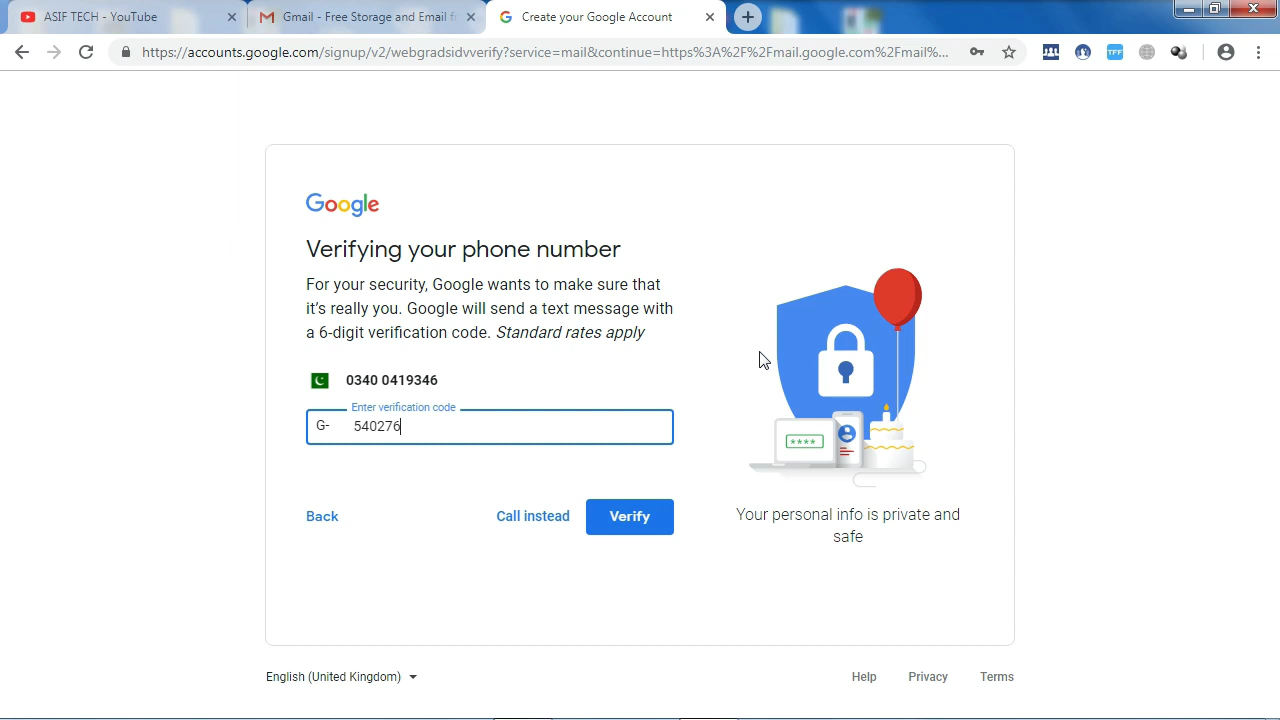 ASIF TECH - YouTube
Gmail - Free Storage and Email f
Create your Google Account
https://accounts.google.com/signup/v2/webgradsidvverify?service=mail&continue=https%3A%2F%2Fmail.google.com%2Fmail%...
TFF
Google
Verifying your phone number
For your security, Google wants to make sure that
it's really you. Google will send a text message with
a 6-digit verification code. Standard rates apply
0340 0419346
Enter verification code
G- 540276
Back
Call instead
Verify
****
Your personal info is private and
safe
English (United Kingdom)
Help
Privacy
Terms